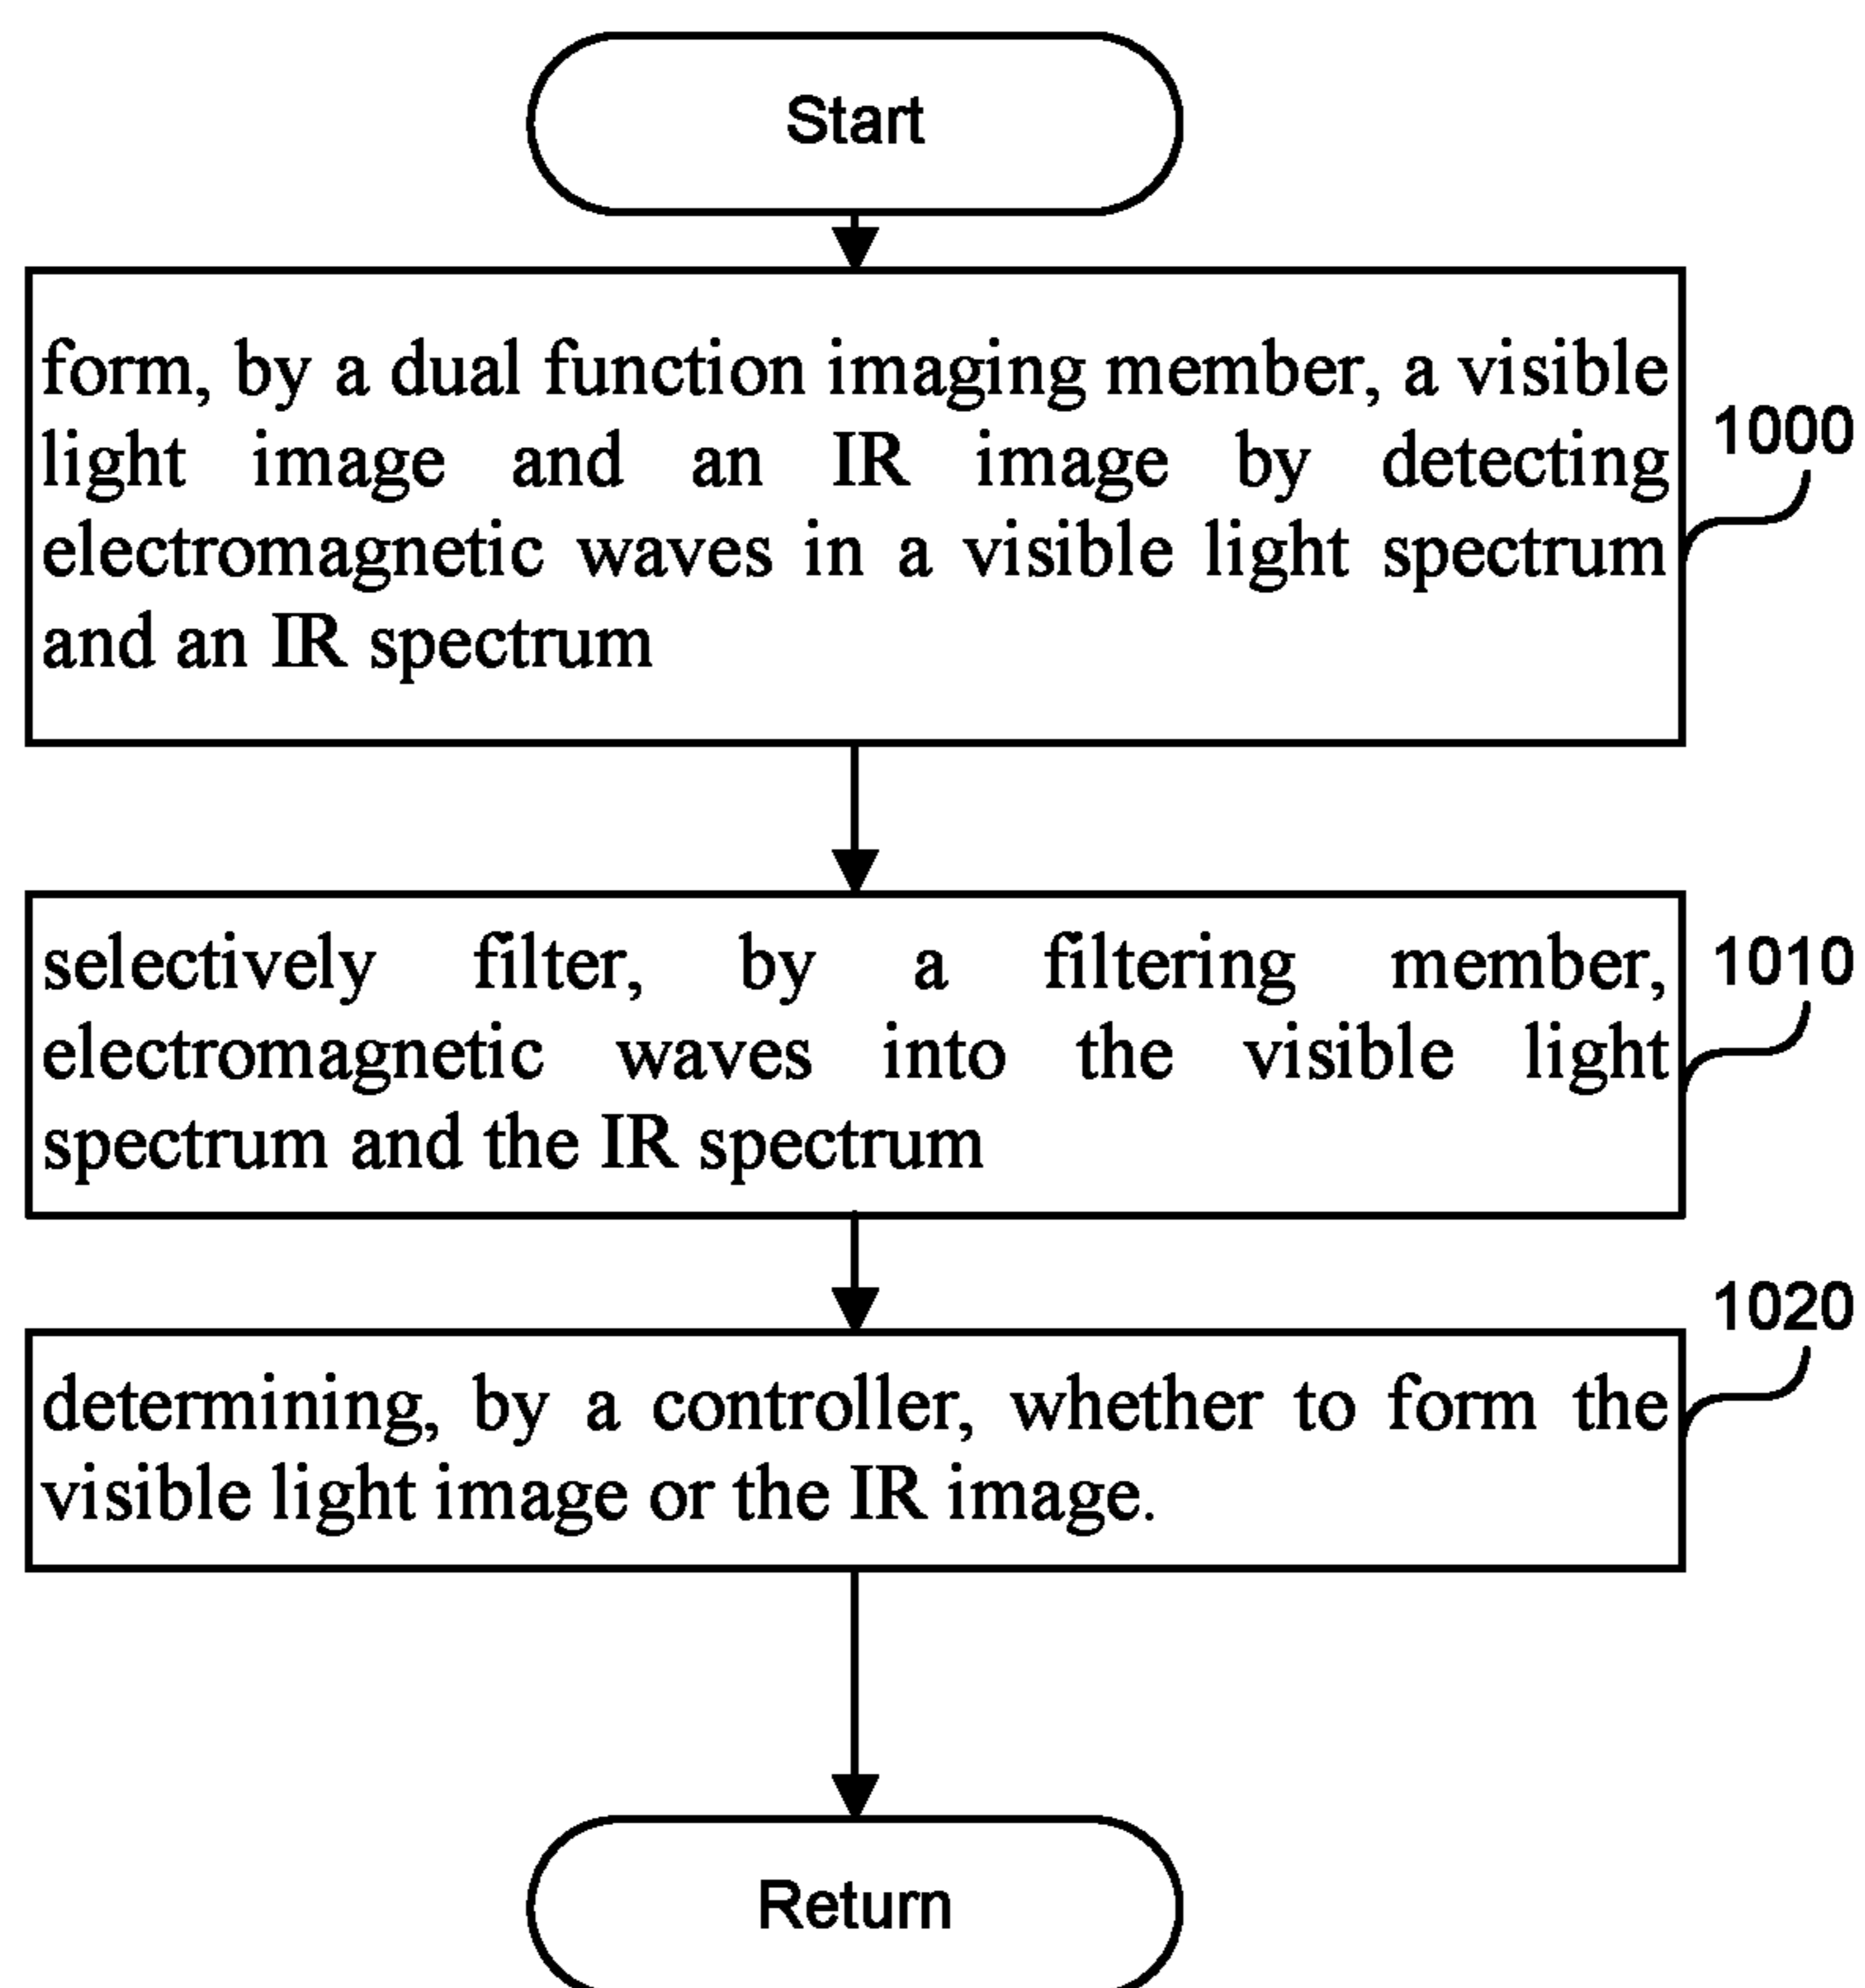 Start
form, by a dual function imaging member, a visible
light image and an IR image by detecting
electromagnetic waves in a visible light spectrum
and an IR spectrum
1000
selectively filter, by a filtering member,
electromagnetic waves into the visible light
spectrum and the IR spectrum
1010
1020
determining, by a controller, whether to form the
visible light image or the IR image.
Return